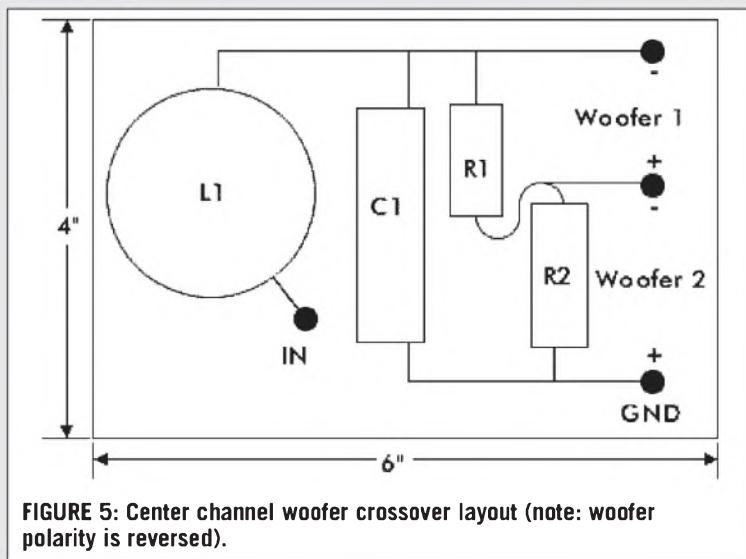 -
Woofer 1
R1
L1
C1
+
-
4"
R2
Woofer 2
IN
+
GND
6"
FIGURE 5: Center channel woofer crossover layout (note: woofer
polarity is reversed).